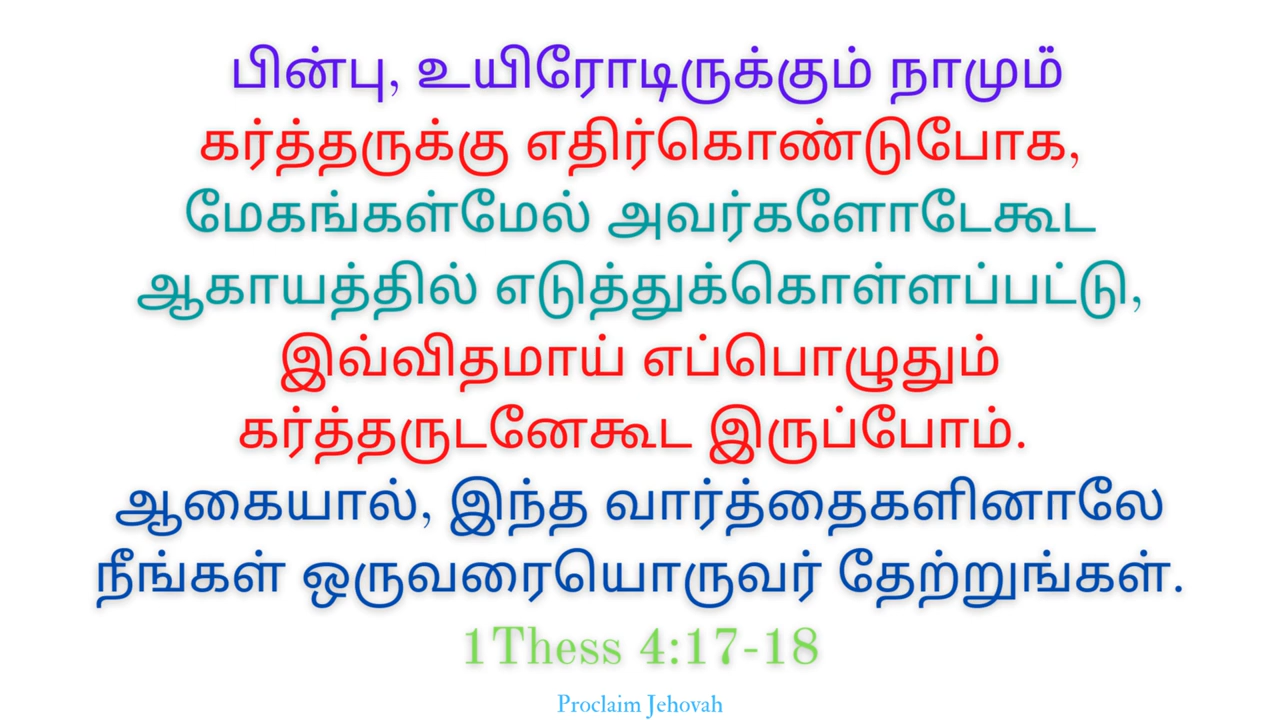 பின்பு, உயிரோடிருக்கும் நாமும்
கர்த்தருக்கு எதிர்கொண்டுபோக,
மேகங்கள்மேல் அவர்களோடேகூட
ஆகாயத்தில் எடுத்துக்கொள்ளப்பட்டு,
இவ்விதமாய் எப்பொழுதும்
கர்த்தருடனேகூட இருப்போம்.
ஆகையால், இந்த வார்த்தைகளினாலே
நீங்கள் ஒருவரையொருவர் தேற்றுங்கள்.
1Thess 4:17-18
Proclaim Jehovah